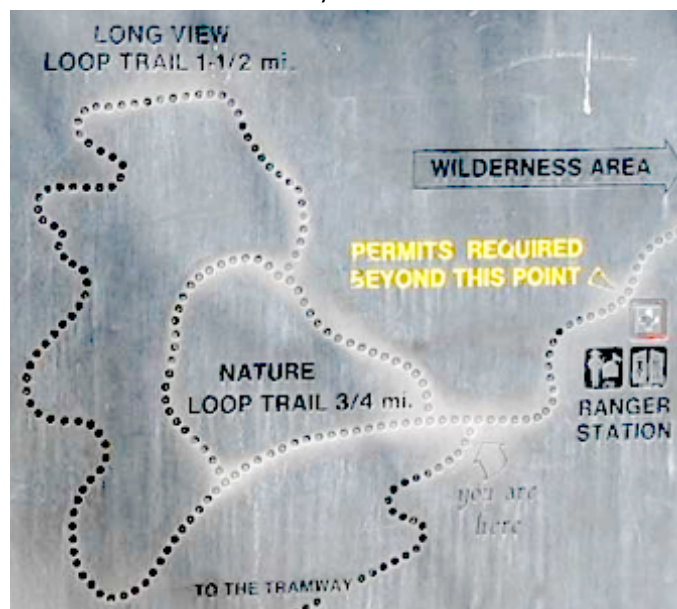 LONG VIEW
LOOP TRAIL 1-1/2 mi.
WILDERNESS AREA
PERMITS REQUIRED
BEYOND THIS POINT
NATURE
LOOP TRAIL 3/4 mi.
RANGER
STATION
you are
here
TO THE TRAMWAY